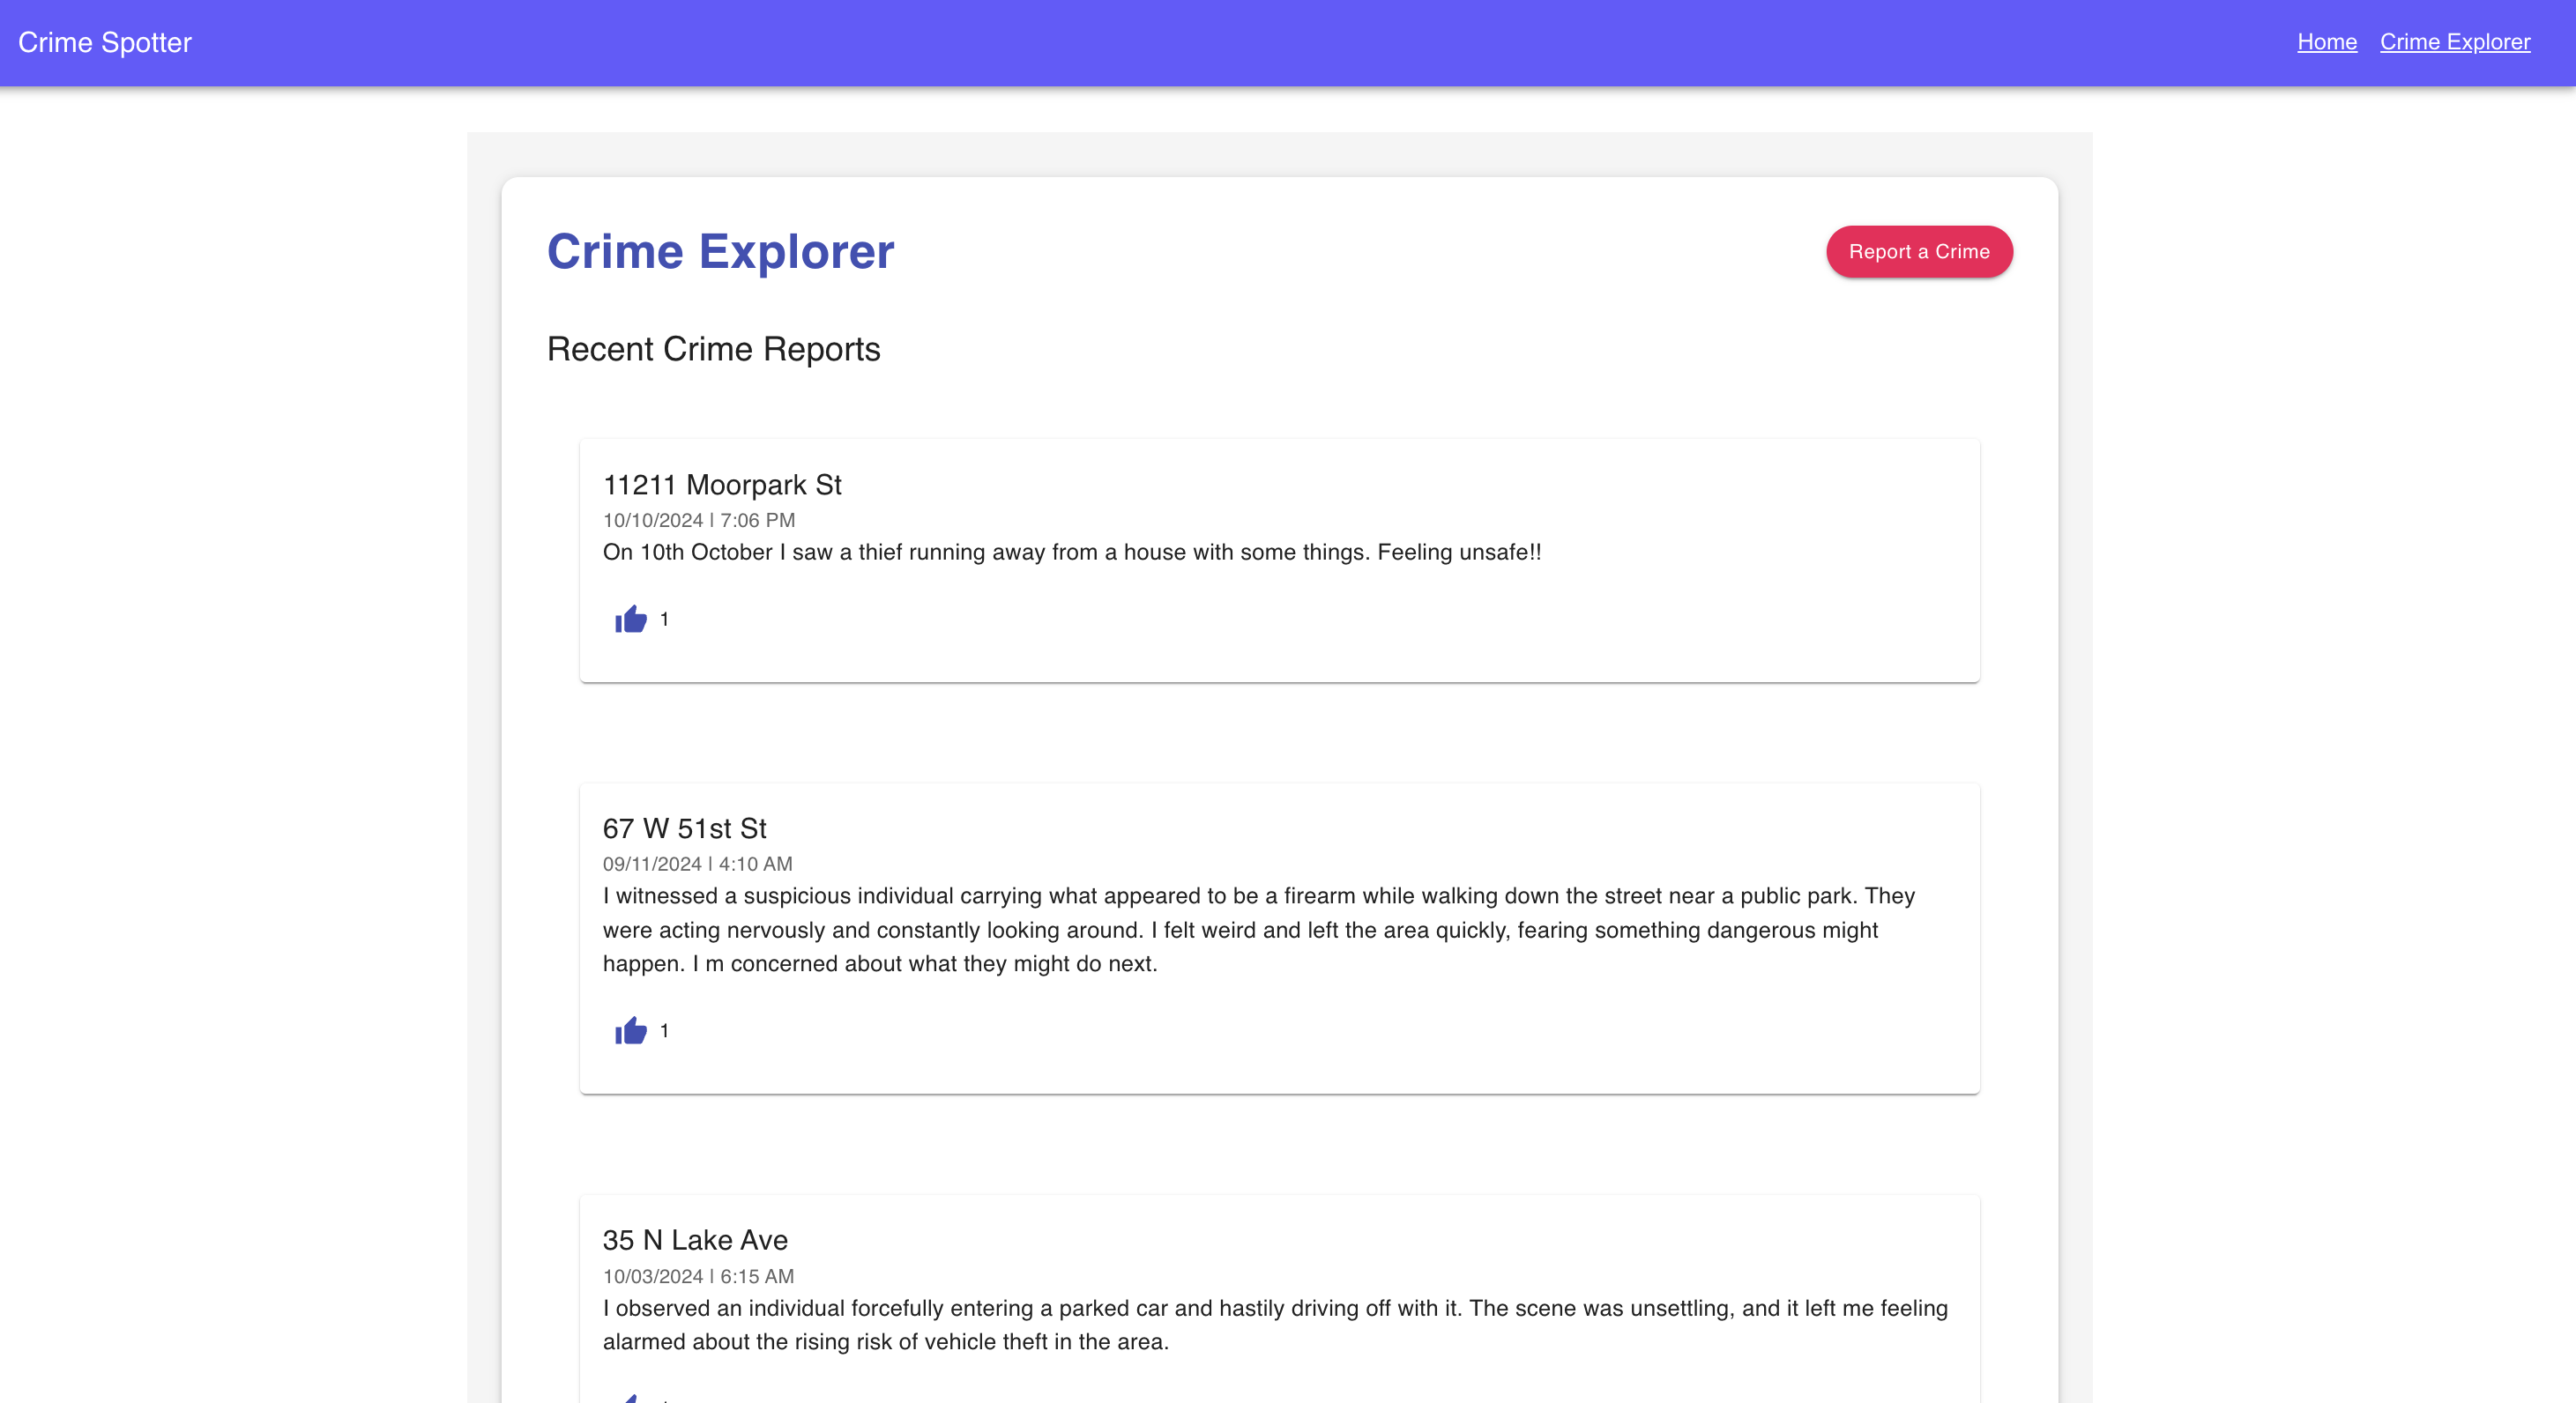 Crime Spotter
Home
Crime Explorer
Crime Explorer
Report a Crime
Recent Crime Reports
11211 Moorpark St
10/10/2024 | 7:06 PM
On 10th October I saw a thief running away from a house with some things. Feeling unsafe!!
1
67 W 51st St
09/11/2024 | 4:10 AM
I witnessed a suspicious individual carrying what appeared to be a firearm while walking down the street near a public park. They
were acting nervously and constantly looking around. I felt weird and left the area quickly, fearing something dangerous might
happen. I m concerned about what they might do next.
1
35 N Lake Ave
10/03/2024 | 6:15 AM
I observed an individual forcefully entering a parked car and hastily driving off with it. The scene was unsettling, and it left me feeling
alarmed about the rising risk of vehicle theft in the area.